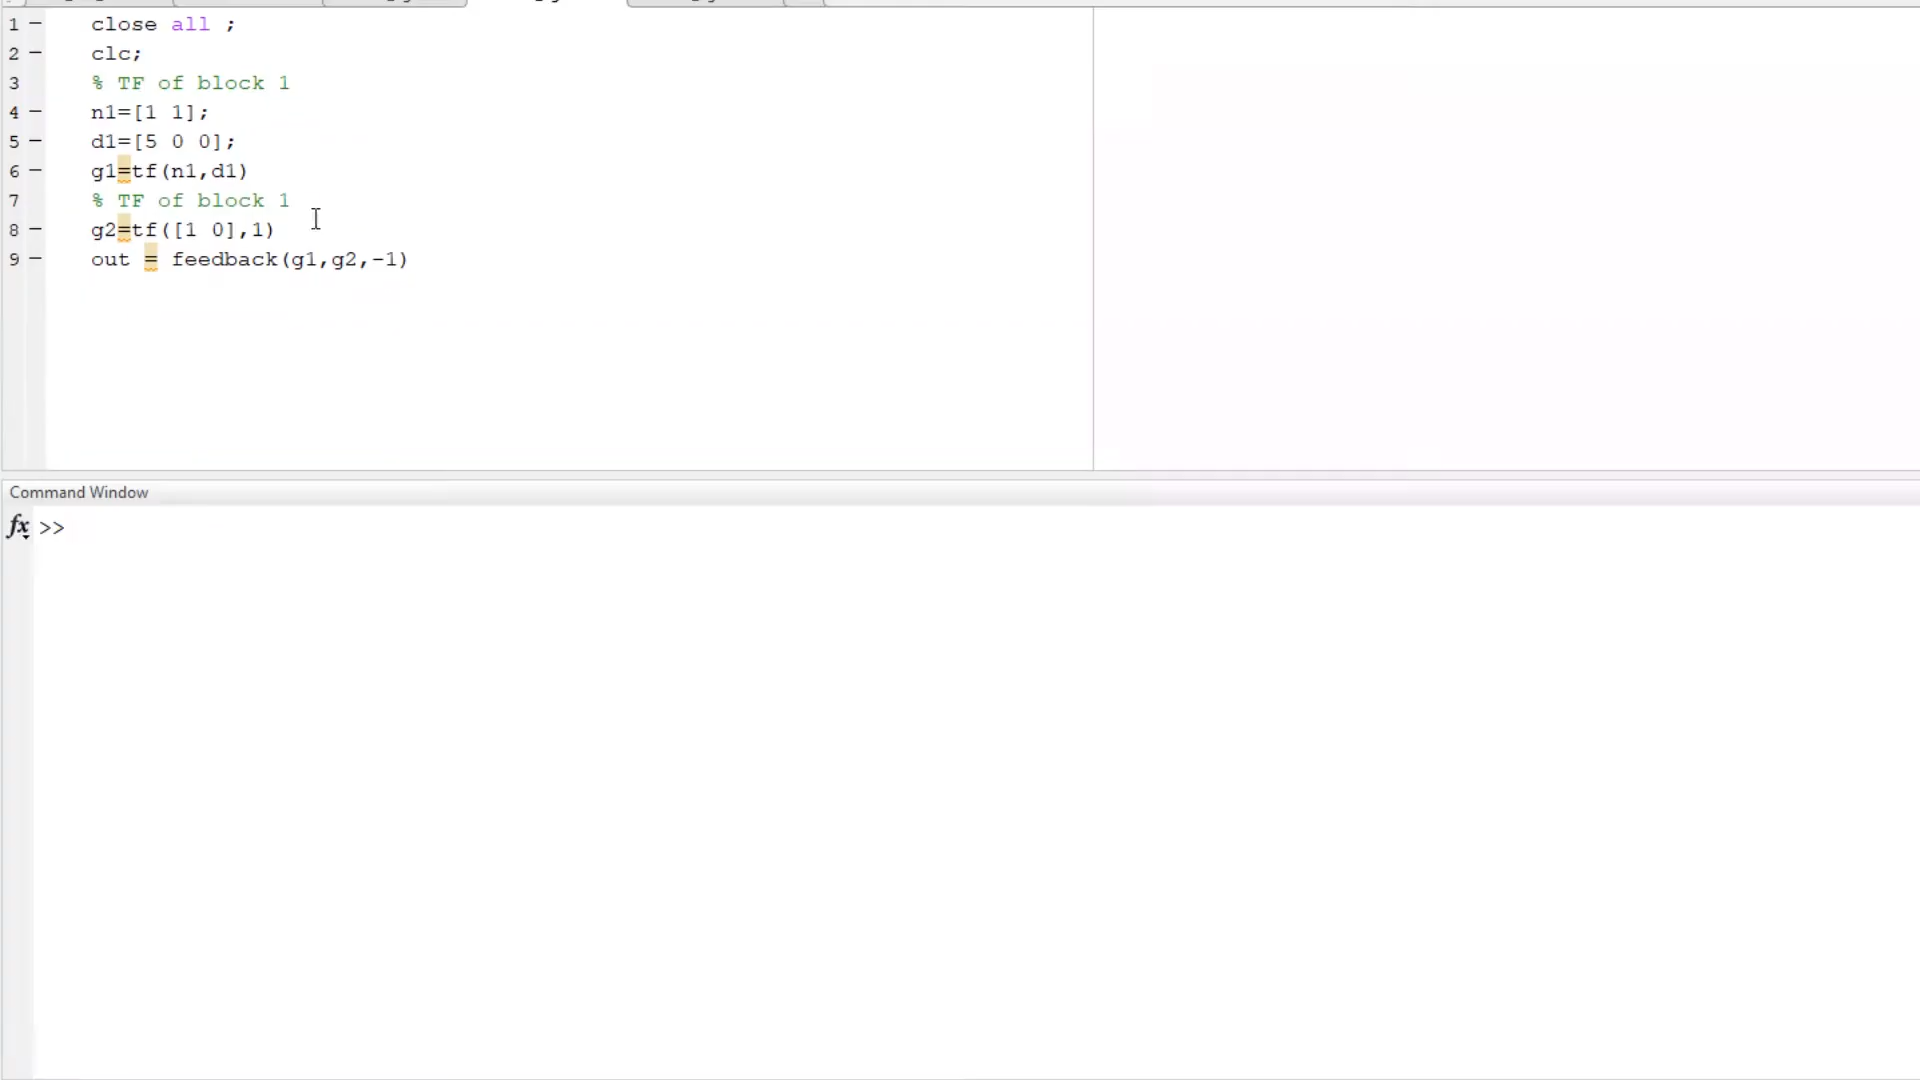 1 — close all ;
2 — clc;
3 % TF of block 1
4 — n1=[1 1];
5 — d1=[5 0 0];
6 — g1=tf(n1,d1)
7 % TF of block 1
8 — g2=tf([1 0],1)
9 — out = feedback(g1,g2,-1)
Command Window
fx >>